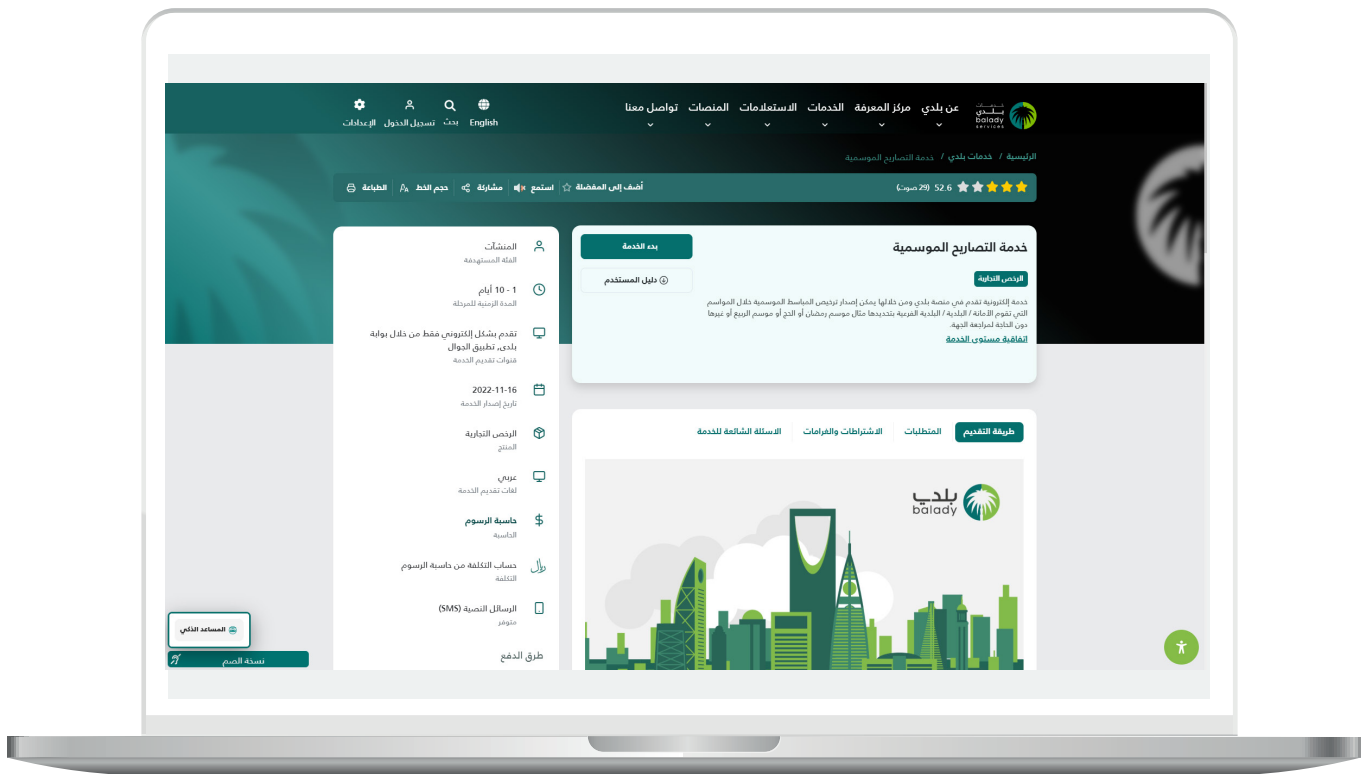 خدمات
بلدي
balady
services
عن بلدي
مركز المعرفة
الخدمات
الاستعلامات
المنصات
تواصل معنا
English
بحث
تسجيل الدخول
الإعدادات
الرئيسية / خدمات بلدي / خدمة التصاريح الموسمية
52.6 (29 صوت)
أضف إلى المفضلة
استمع
مشاركة
حجم الخط
الطباعة
خدمة التصاريح الموسمية
بدء الخدمة
الرخص التجارية
دليل المستخدم
خدمة إلكترونية تقدم في منصة بلدي ومن خلالها يمكن إصدار ترخيص المباسط الموسمية خلال المواسم
التي تقوم الأمانة / البلدية / البلدية الفرعية بتحديدها مثال موسم رمضان أو الحج أو موسم الربيع أو غيرها
دون الحاجة لمراجعة الجهة.
اتفاقية مستوى الخدمة
طريقة التقديم
المتطلبات
الاشتراطات والغرامات
الاسئلة الشائعة للخدمة
بلدي
balady
المنشآت
الفئة المستهدفة
1 - 10 أيام
المدة الزمنية للمرحلة
تقدم بشكل إلكتروني فقط من خلال بوابة
بلدي, تطبيق الجوال
قنوات تقديم الخدمة
2022-11-16
تاريخ إصدار الخدمة
الرخص التجارية
المنتج
عربي
لغات تقديم الخدمة
حاسبة الرسوم
الحاسبة
حساب التكلفة من حاسبة الرسوم
التكلفة
الرسائل النصية (SMS)
متوفر
طرق الدفع
المساعد الذكي
نسخة الصم